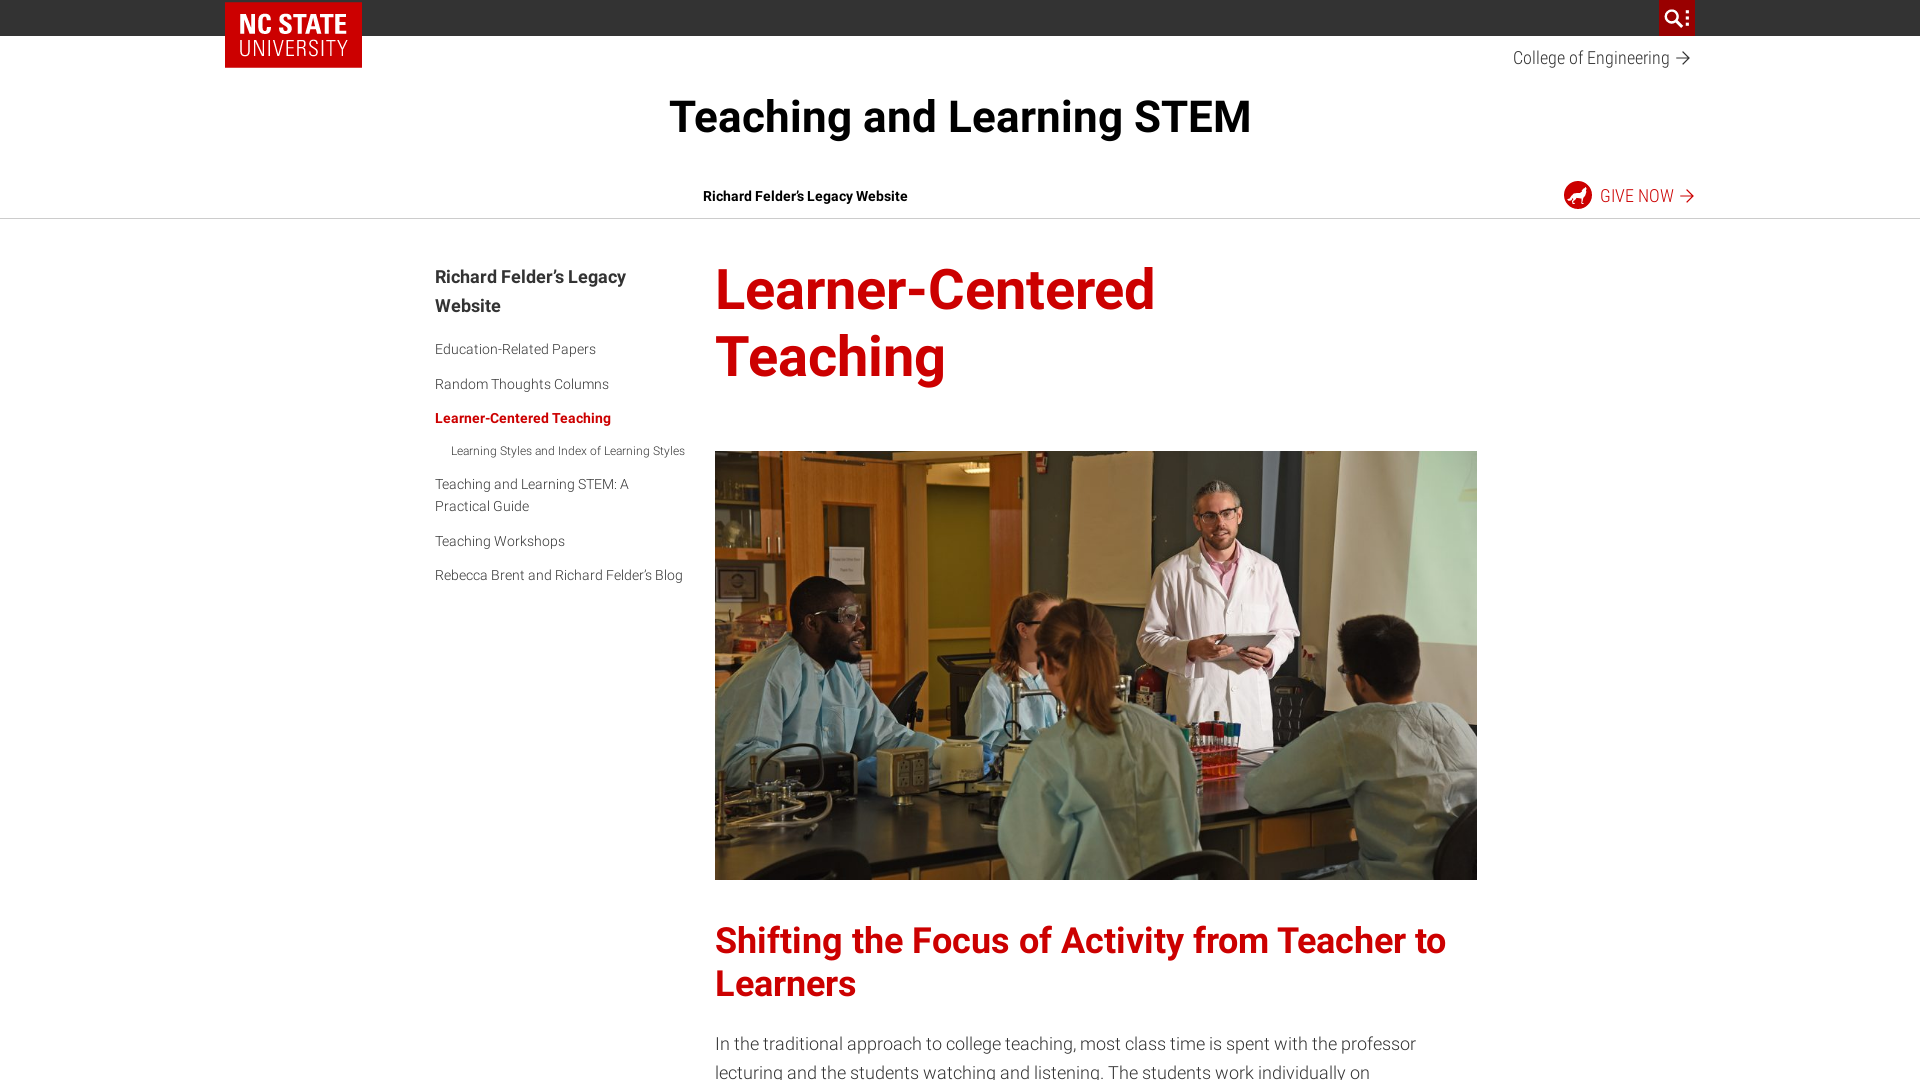 NC STATE
UNIVERSITY
College of Engineering
Teaching and Learning STEM
Richard Felder’s Legacy Website
GIVE NOW
Richard Felder’s Legacy
Website
Education-Related Papers
Random Thoughts Columns
Learner-Centered Teaching
Learning Styles and Index of Learning Styles
Teaching and Learning STEM: A
Practical Guide
Teaching Workshops
Rebecca Brent and Richard Felder’s Blog
Learner-Centered
Teaching
Shifting the Focus of Activity from Teacher to
Learners
In the traditional approach to college teaching, most class time is spent with the professor
lecturing and the students watching and listening. The students work individually on